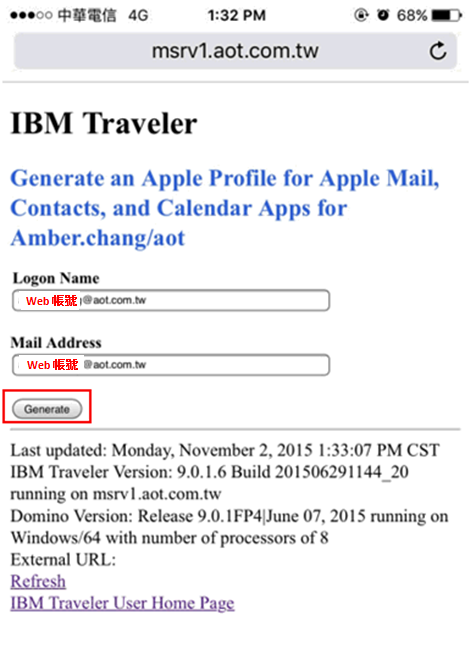 中華電信 4G 1:32 PM 68%
msrv1.aot.com.tw
IBM Traveler
Generate an Apple Profile for Apple Mail,
Contacts, and Calendar Apps for
Amber.chang/aot
Logon Name
Web 帳號 @aot.com.tw
Mail Address
Web 帳號 @aot.com.tw
Generate
Last updated: Monday, November 2, 2015 1:33:07 PM CST
IBM Traveler Version: 9.0.1.6 Build 201506291144_20
running on msrv1.aot.com.tw
Domino Version: Release 9.0.1FP4|June 07, 2015 running on
Windows/64 with number of processors of 8
External URL:
Refresh
IBM Traveler User Home Page